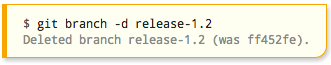 $ git branch -d release-1.2
Deleted branch release-1.2 (was ff452fe).